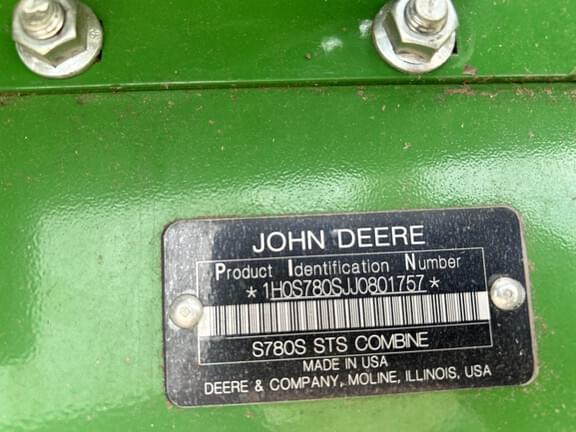 JOHN DEERE
Product Identification Number
*1H0S780SJJ0801757*
S780S STS COMBINE
MADE IN USA
DEERE & COMPANY, MOLINE, ILLINOIS, USA